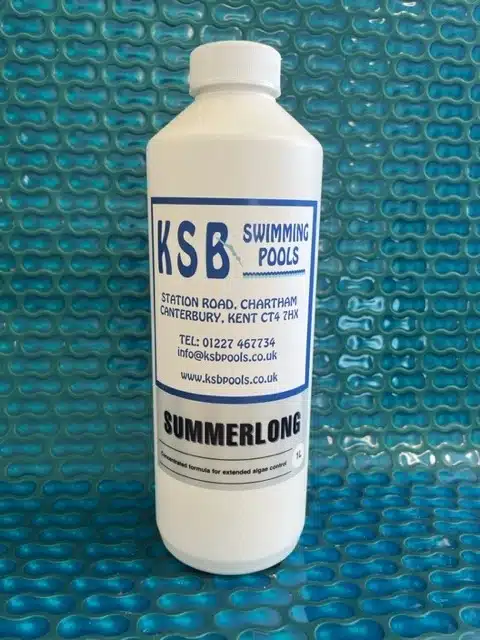 KSB SWIMMING
POOLS
STATION ROAD, CHARTHAM
CANTERBURY, KENT CT4 7HX
TEL: 01227 467734
info@ksbpools.co.uk
www.ksbpools.co.uk
SUMMERLONG
Concentrated formula for extended algae control
1L